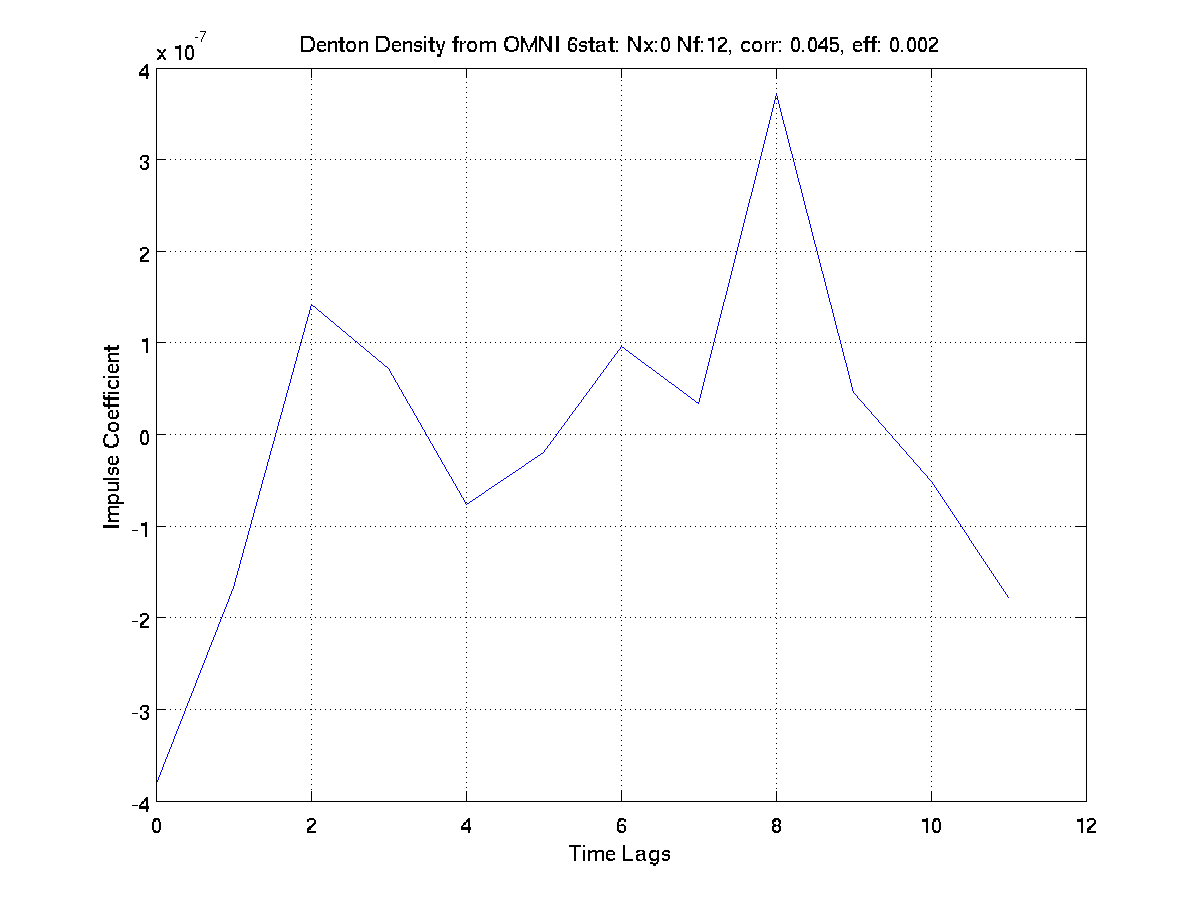 Denton Density from OMNI 6stat: Nx:0 Nf:12, corr: 0.045, eff: 0.002
x 10^-7
4
3
2
1
0
-1
-2
-3
-4
Impulse Coefficient
0 2 4 6 8 10 12
Time Lags